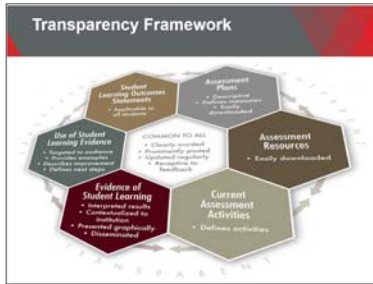 Transparency Framework
Student
Learning Outcomes
Statements
• Applicable to
all students
Assessment
Plans
• Descriptive
• Defines measures
• Easily
downloaded
Use of Student
Learning Evidence
• Targeted to audience
• Provides examples
• Describes improvement
• Defines next steps
COMMON TO ALL
• Clearly worded
• Prominently posted
• Updated regularly
• Receptive to
feedback
Assessment
Resources
• Easily downloaded
Evidence of
Student Learning
• Interpreted results
• Contextualized to
institution
• Presented graphically
• Disseminated
Current
Assessment
Activities
• Defines activities
TRANSPARENT